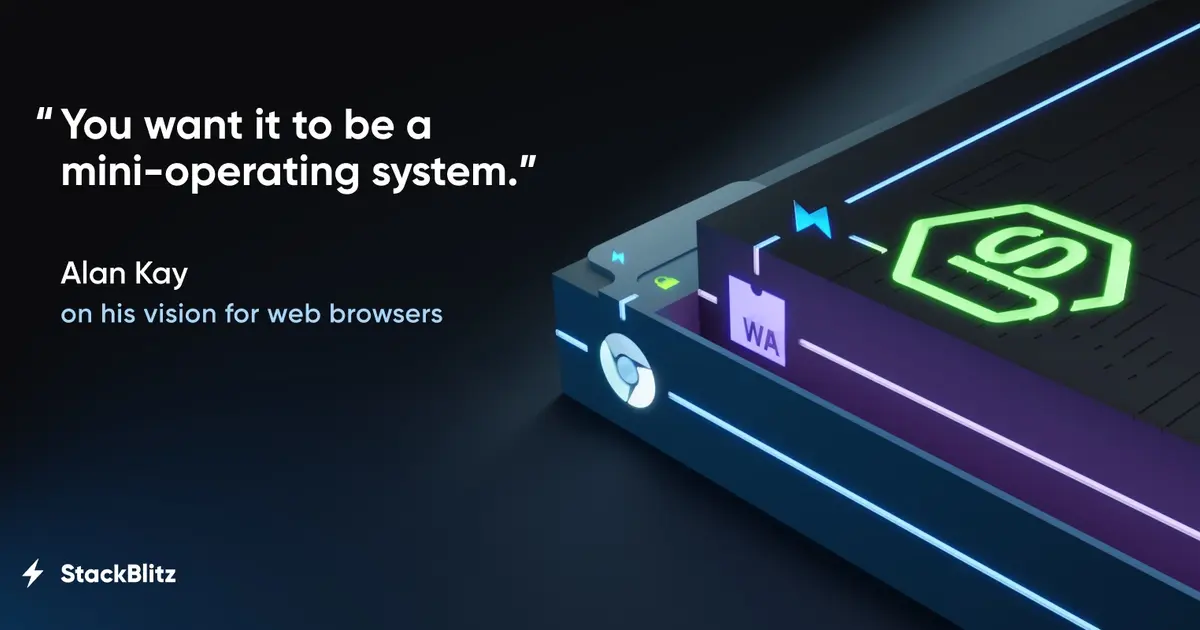 “ You want it to be a
mini-operating system.”
Alan Kay
on his vision for web browsers
WA
JS
StackBlitz